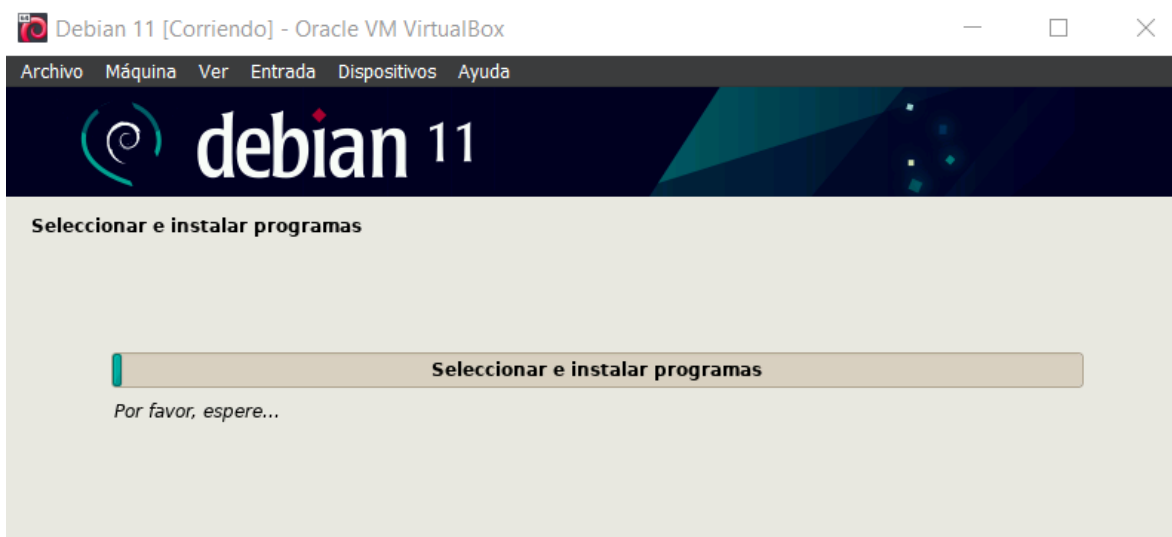 Debian 11 [Corriendo] - Oracle VM VirtualBox
Archivo Máquina Ver Entrada Dispositivos Ayuda
debian 11
Seleccionar e instalar programas
Seleccionar e instalar programas
Por favor, espere...